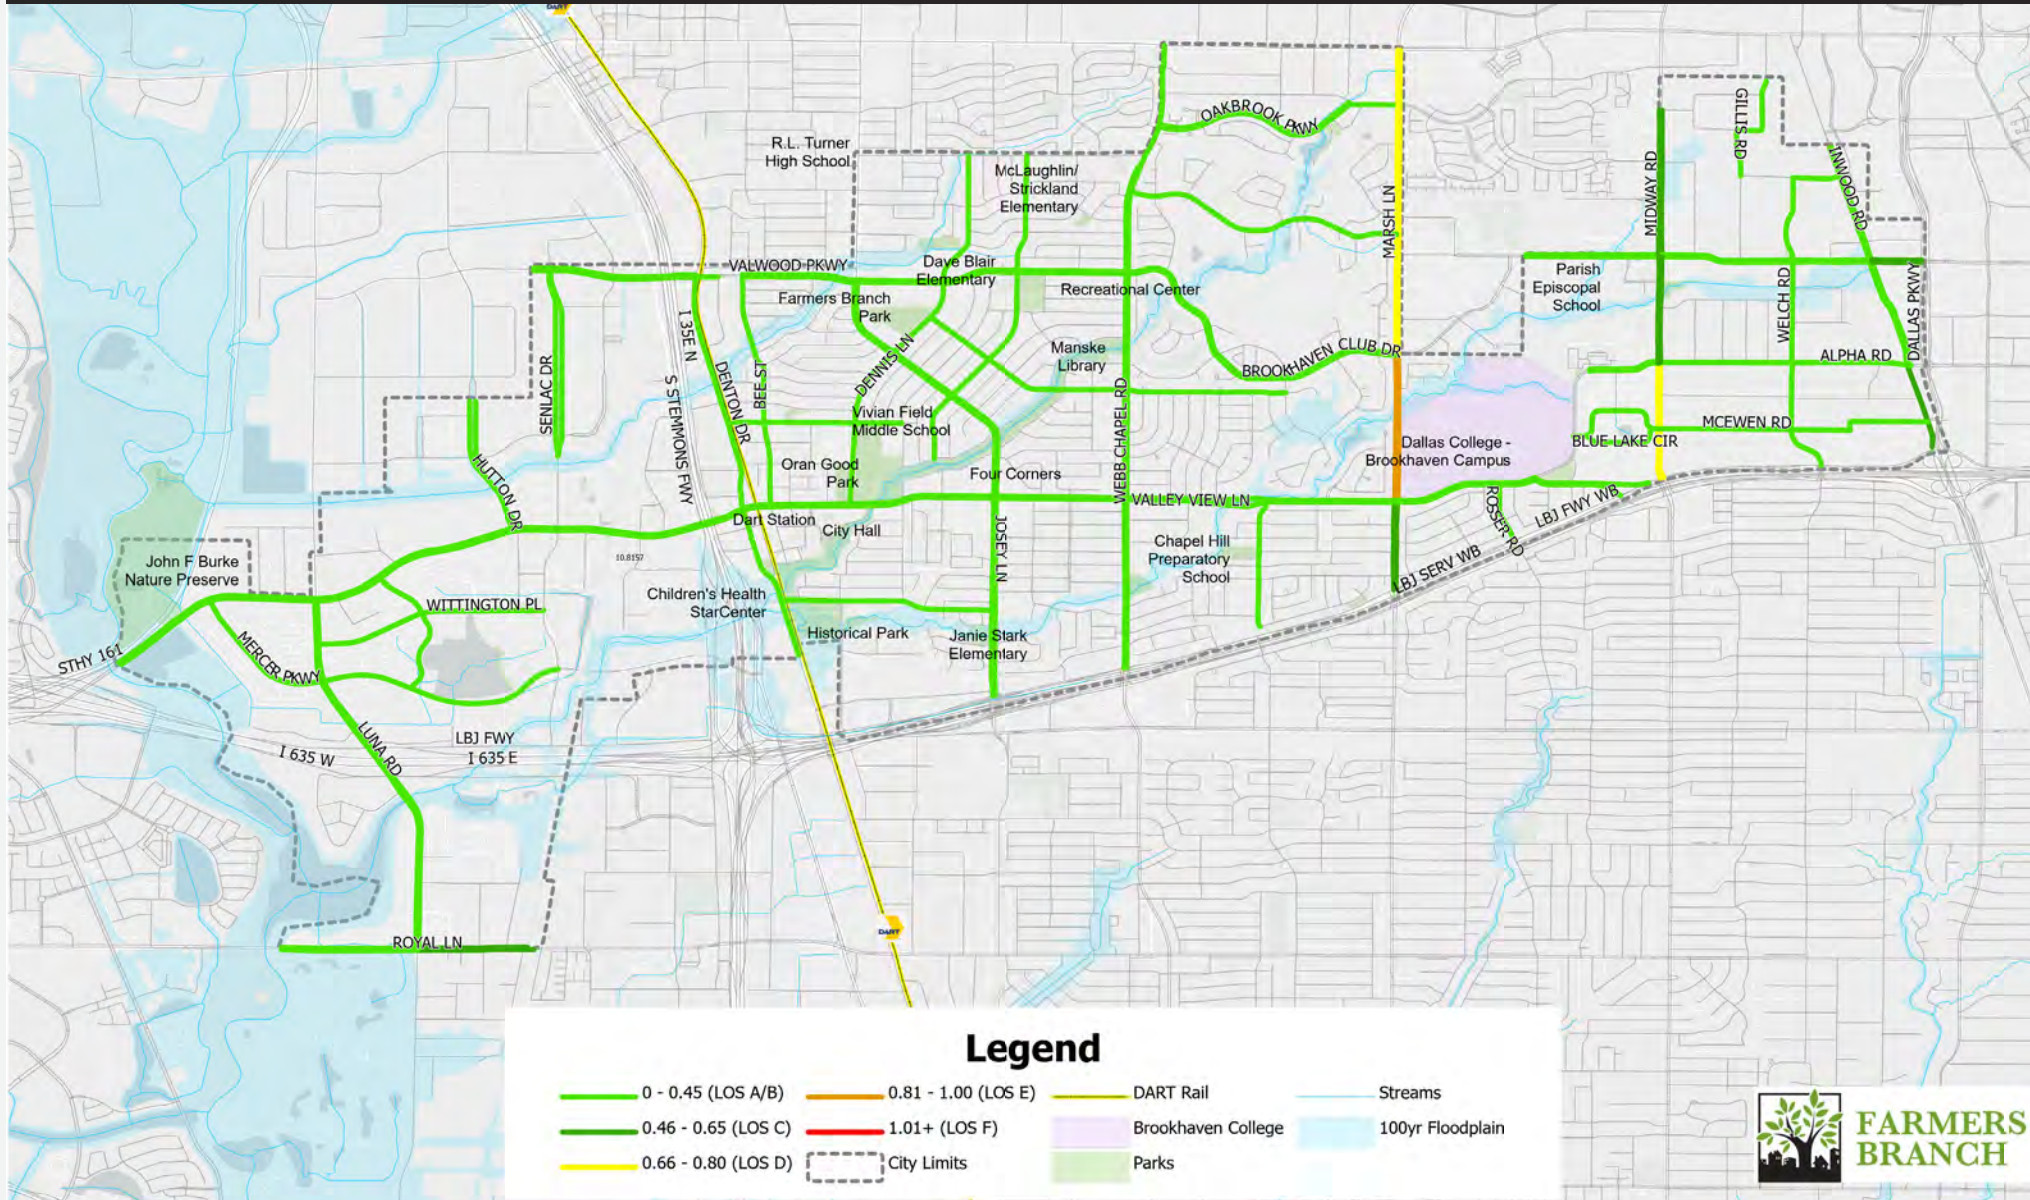 DART
R.L. Turner
High School
OAKBROOK PKWY
GILLIS RD
McLaughlin/
Strickland
Elementary
MARSH LN
MIDWAY RD
INWOOD RD
VALWOOD PKWY
Dave Blair
Elementary
Recreational Center
Parish
Episcopal
School
WELCH RD
DALLAS PKWY
Farmers Branch
Park
I 35E N
SENLAC DR
S STEMMONS FWY
DENTON DR
BEE ST
DENNIS LN
Manske
Library
BROOKHAVEN CLUB DR
ALPHA RD
WEBB CHAPEL RD
Vivian Field
Middle School
MCEWEN RD
BLUE LAKE CIR
Dallas College -
Brookhaven Campus
HUTTON DR
Oran Good
Park
Four Corners
VALLEY VIEW LN
ROSSER RD
LBJ FWY WB
Dart Station
City Hall
JOSEY LN
Chapel Hill
Preparatory
School
LBJ SERV WB
John F Burke
Nature Preserve
10.8157
Children's Health
StarCenter
WITTINGTON PL
Historical Park
Janie Stark
Elementary
STHY 161
MERCER PKWY
LUNA RD
LBJ FWY
I 635 W
I 635 E
ROYAL LN
DART
Legend
0 - 0.45 (LOS A/B)
0.81 - 1.00 (LOS E)
DART Rail
Streams
0.46 - 0.65 (LOS C)
1.01+ (LOS F)
Brookhaven College
100yr Floodplain
0.66 - 0.80 (LOS D)
City Limits
Parks
FARMERS
BRANCH